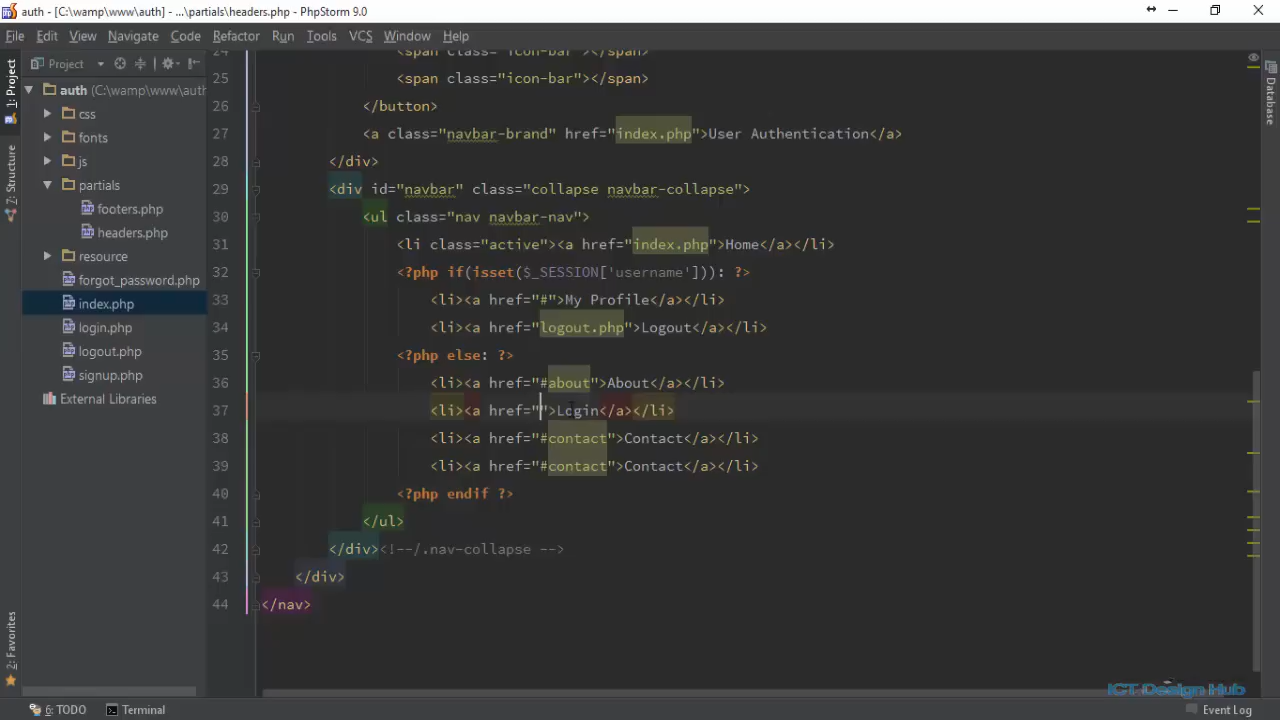 auth - [C:\wamp\www\auth] - ...\partials\headers.php - PhpStorm 9.0
File Edit View Navigate Code Refactor Run Tools VCS Window Help
1: Project
Z: Structure
2: Favorites
Project
auth (C:\wamp\www\auth
css
fonts
js
partials
footers.php
headers.php
resource
forgot_password.php
index.php
login.php
logout.php
signup.php
External Libraries
24 <span class="icon-bar"></span>
25 <span class="icon-bar"></span>
26 </button>
27 <a class="navbar-brand" href="index.php">User Authentication</a>
28 </div>
29 <div id="navbar" class="collapse navbar-collapse">
30 <ul class="nav navbar-nav">
31 <li class="active"><a href="index.php">Home</a></li>
32 <?php if(isset($_SESSION['username'])): ?>
33 <li><a href="#">My Profile</a></li>
34 <li><a href="logout.php">Logout</a></li>
35 <?php else: ?>
36 <li><a href="#about">About</a></li>
37 <li><a href="">Login</a></li>
38 <li><a href="#contact">Contact</a></li>
39 <li><a href="#contact">Contact</a></li>
40 <?php endif ?>
41 </ul>
42 </div><!--/.nav-collapse -->
43 </div>
44 </nav>
Database
ICT Design Hub
6: TODO Terminal Event Log